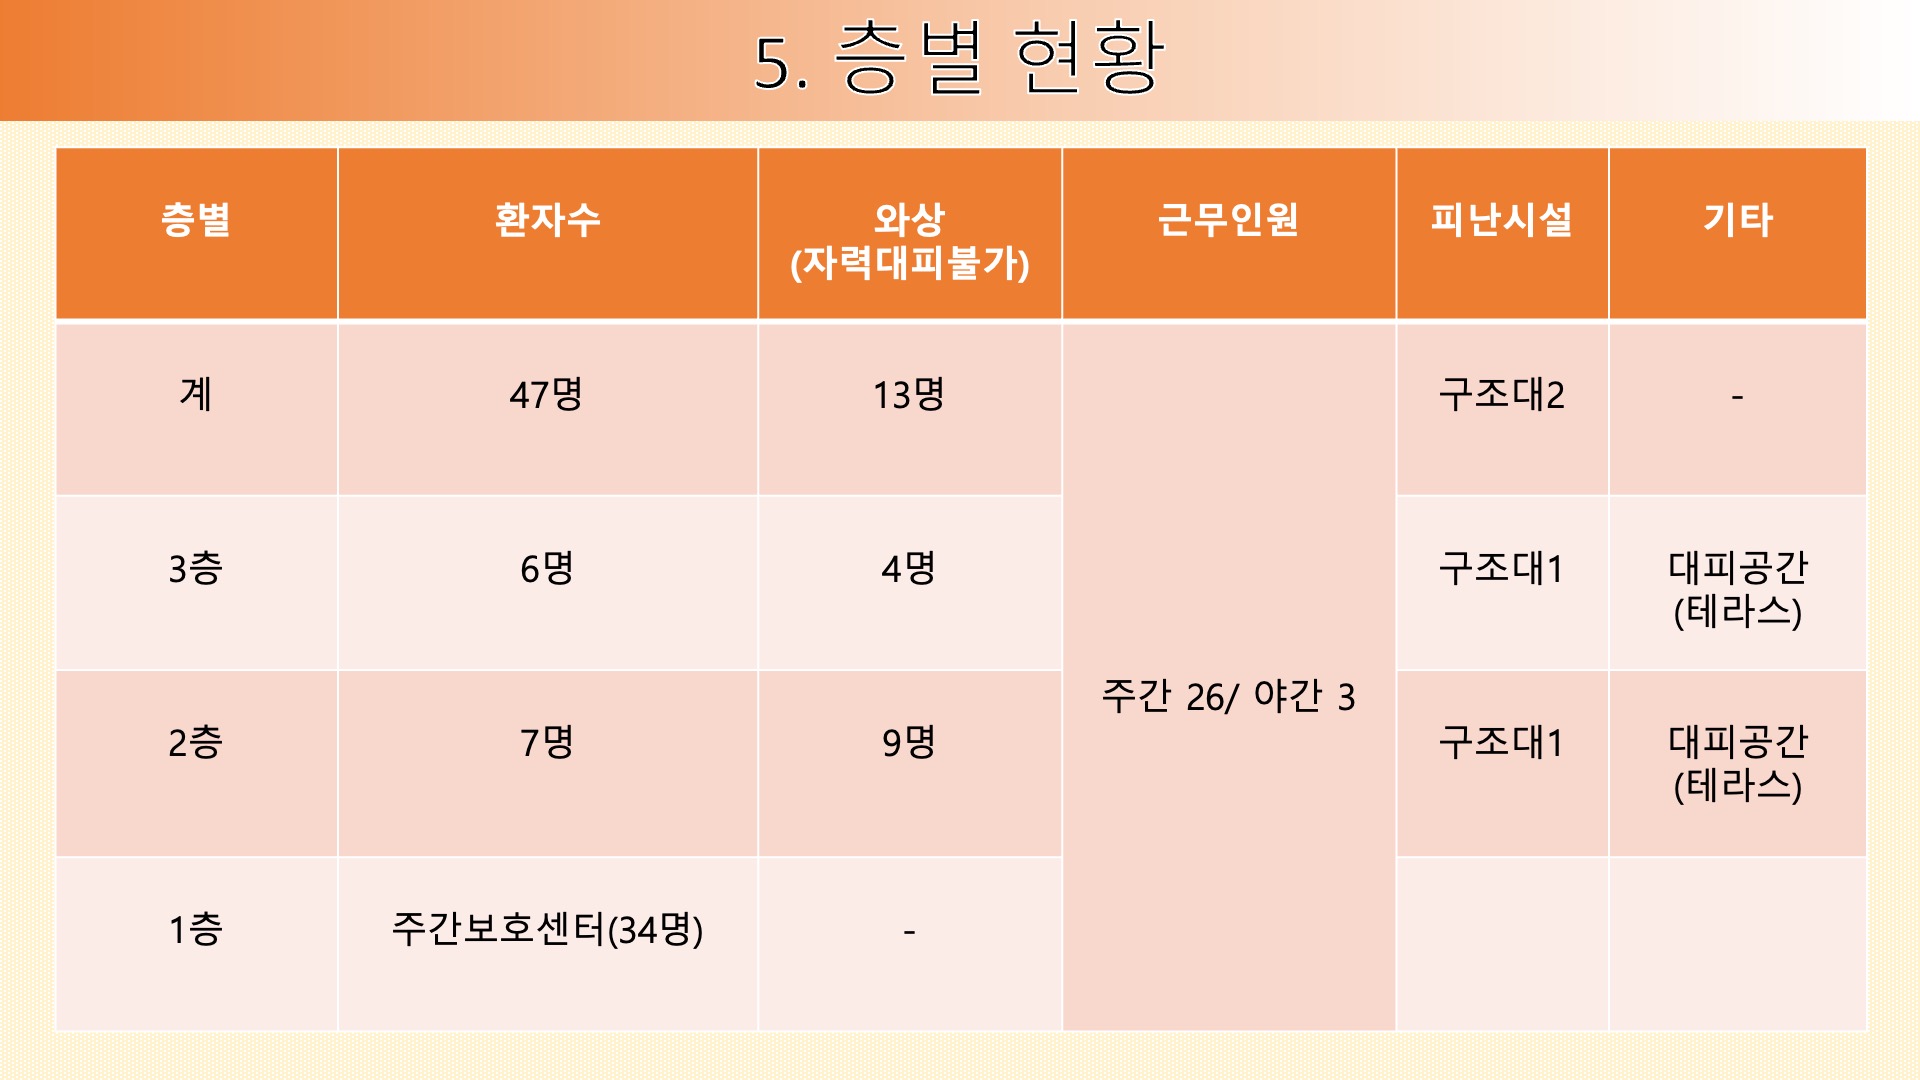 5. 층별 현황
층별 환자수 와상 근무인원 피난시설 기타
(자력대피불가)
계 47명 13명 구조대2 -
3층 6명 4명 구조대1 대피공간
(테라스)
주간 26/ 야간 3
2층 7명 9명 구조대1 대피공간
(테라스)
1층 주간보호센터(34명) -